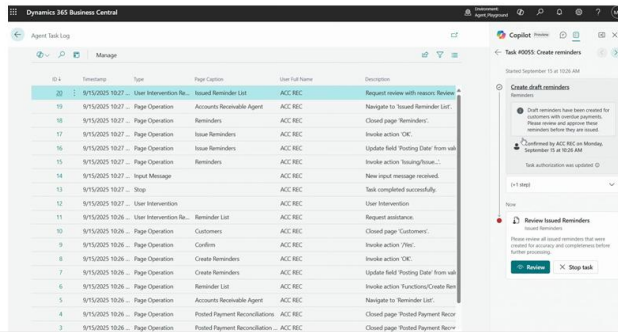 Dynamics 365 Business Central
Environment:
Agent_Playground
Agent Task Log
Manage
ID ↓ Timestamp Type Page Caption User Full Name Description
20 9/15/2025 10:27 ... User Intervention Re... Issued Reminder List ACC REC Request review with reason: Review
19 9/15/2025 10:27 ... Page Operation Accounts Receivable Agent ACC REC Navigate to 'Issued Reminder List'.
18 9/15/2025 10:27 ... Page Operation Reminders ACC REC Closed page 'Reminders'.
17 9/15/2025 10:27 ... Page Operation Issue Reminders ACC REC Invoke action 'OK'.
16 9/15/2025 10:27 ... Page Operation Issue Reminders ACC REC Update field 'Posting Date' from vali
15 9/15/2025 10:27 ... Page Operation Reminders ACC REC Invoke action 'Issuing/Issue...'.
14 9/15/2025 10:27 ... Input Message ACC REC New input message received.
13 9/15/2025 10:27 ... Stop ACC REC Task completed successfully.
12 9/15/2025 10:27 ... User Intervention ACC REC User Intervention
11 9/15/2025 10:26 ... User Intervention Re... Reminder List ACC REC Request assistance.
10 9/15/2025 10:26 ... Page Operation Customers ACC REC Closed page 'Customers'.
9 9/15/2025 10:26 ... Page Operation Confirm ACC REC Invoke action 'Yes'.
8 9/15/2025 10:26 ... Page Operation Create Reminders ACC REC Invoke action 'OK'.
7 9/15/2025 10:26 ... Page Operation Create Reminders ACC REC Update field 'Posting Date' from vali
6 9/15/2025 10:26 ... Page Operation Reminder List ACC REC Invoke action 'Functions/Create Rem
5 9/15/2025 10:26 ... Page Operation Accounts Receivable Agent ACC REC Navigate to 'Reminder List'.
4 9/15/2025 10:26 ... Page Operation Posted Payment Reconciliations ACC REC Closed page 'Posted Payment Recor
3 9/15/2025 10:26 ... Page Operation Posted Payment Reconciliation ... ACC REC Closed page 'Posted Payment Reco
Copilot Preview
Task #0055: Create reminders
Started September 15 at 10:26 AM
Create draft reminders
Reminders
Draft reminders have been created for
customers with overdue payments.
Please review and approve these
reminders before they are issued.
Confirmed by ACC REC on Monday,
September 15 at 10:26 AM
Task authorization was updated
(+1 step)
Now
Review Issued Reminders
Issued Reminders
Please review all issued reminders that were
created for accuracy and completeness before
further processing.
Review
Stop task